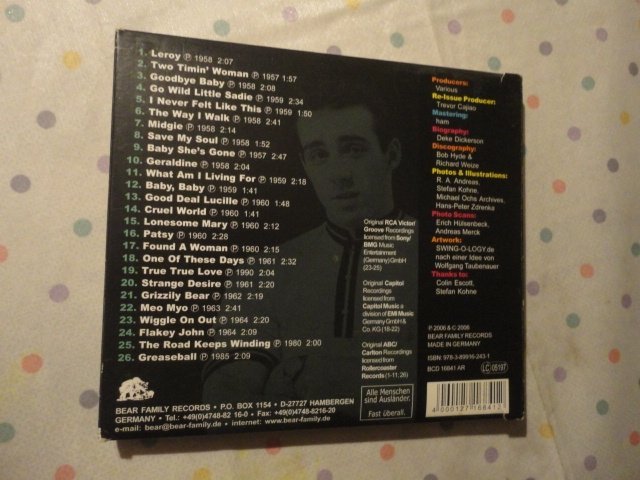 1. Leroy Ⓟ 1958 2:07
2. Two Timin' Woman Ⓟ 1957 1:57
3. Goodbye Baby Ⓟ 1958 2:08
4. Go Wild Little Sadie Ⓟ 1959 2:34
5. I Never Felt Like This Ⓟ 1959 1:50
6. The Way I Walk Ⓟ 1958 2:41
7. Midgie Ⓟ 1958 2:14
8. Save My Soul Ⓟ 1958 1:52
9. Baby She's Gone Ⓟ 1957 2:47
10. Geraldine Ⓟ 1958 2:04
11. What Am I Living For Ⓟ 1959 2:18
12. Baby, Baby Ⓟ 1959 1:41
13. Good Deal Lucille Ⓟ 1960 1:48
14. Cruel World Ⓟ 1960 1:41
15. Lonesome Mary Ⓟ 1960 2:12
16. Patsy Ⓟ 1960 2:28
17. Found A Woman Ⓟ 1960 2:15
18. One Of These Days Ⓟ 1961 2:32
19. True True Love Ⓟ 1990 2:04
20. Strange Desire Ⓟ 1961 2:20
21. Grizzily Bear Ⓟ 1962 2:19
22. Meo Myo Ⓟ 1963 2:41
23. Wiggle On Out Ⓟ 1964 2:20
24. Flakey John Ⓟ 1964 2:09
25. The Road Keeps Winding Ⓟ 1980 2:00
26. Greaseball Ⓟ 1985 2:09
BEAR FAMILY RECORDS • P.O. BOX 1154 • D-27727 HAMBERGEN
GERMANY • Tel.: +49(0)4748-82 16-0 • Fax: +49(0)4748-8216-20
e-mail: bear@bear-family.de • internet: www.bear-family.de
Original RCA Victor/
Groove Recordings
licensed from Sony/
BMG Music
Entertainment
(Germany) GmbH
(23-25)
Original Capitol
Recordings
licensed from
Capitol Music a
division of EMI Music
Germany GmbH &
Co. KG (18-22)
Original ABC/
Carlton Recordings
licensed from
Rollercoaster
Records (1-11;26)
Alle Menschen
sind Ausländer.
Fast überall.
Producers:
Various
Re-Issue Producer:
Trevor Cajiao
Mastering:
ham
Biography:
Deke Dickerson
Discography:
Bob Hyde &
Richard Weize
Photos & Illustrations:
R. A. Andreas,
Stefan Kohne,
Michael Ochs Archives,
Hans-Peter Zdrenka
Photo Scans:
Erich Hülsenbeck,
Andreas Merck
Artwork:
SWING-O-LOGY.de
nach einer Idee von
Wolfgang Taubenauer
Thanks to:
Colin Escott,
Stefan Kohne
P 2006 & C 2006
BEAR FAMILY RECORDS
MADE IN GERMANY
ISBN: 978-3-89916-243-1
BCD 16841 AR
LC 05197
4 000127 168412